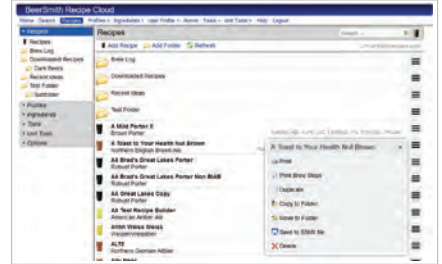 BeerSmith Recipe Cloud
Home Search Recipes Profiles Ingredients User Profile Admin Tools Unit Tools Help Logout
Recipes
Recipes
Brew Log
Downloaded Recipes
Dark Beers
Recent Ideas
Test Folder
Subfolder
Profiles
Ingredients
Tools
Unit Tools
Options
Recipes
Add Recipe Add Folder Refresh
Brew Log
Downloaded Recipes
Recent Ideas
Test Folder
A Mild Porter X
Brown Porter
A Toast to Your Health Nut Brown
Northern English Brown Ale
AA Brad's Great Lakes Porter
Robust Porter
AA Brad's Great Lakes Porter Non BIAB
Robust Porter
AA Great Lakes Copy
Robust Porter
AA Test Recipe Builder
American Amber Ale
Ahhh Weiss Weiss
Weizen/Weissbier
ALTE
Northern German Altbier
A Toast to Your Health Nut Brown
Print
Print Brew Steps
Duplicate
Copy to Folder
Move to Folder
Save to BSMX file
Delete